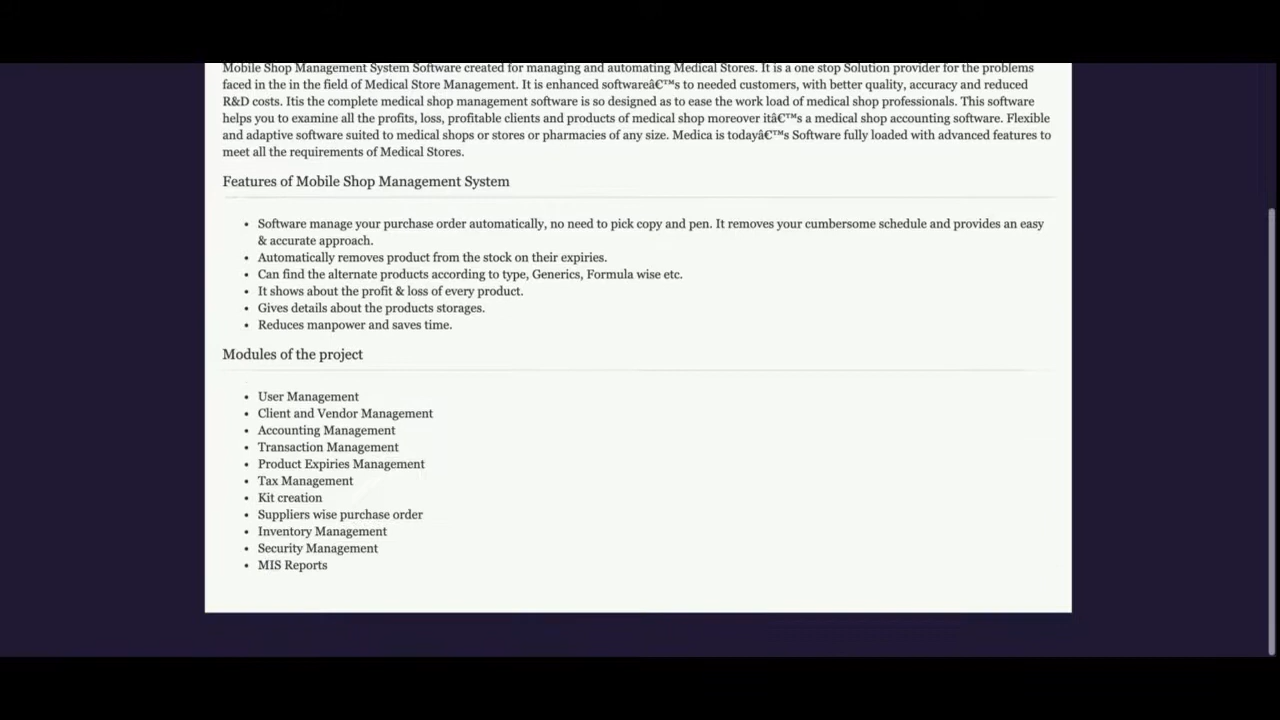 Mobile Shop Management System Software created for managing and automating Medical Stores. It is a one stop Solution provider for the problems
faced in the in the field of Medical Store Management. It is enhanced softwareâ€™s to needed customers, with better quality, accuracy and reduced
R&D costs. Itis the complete medical shop management software is so designed as to ease the work load of medical shop professionals. This software
helps you to examine all the profits, loss, profitable clients and products of medical shop moreover itâ€™s a medical shop accounting software. Flexible
and adaptive software suited to medical shops or stores or pharmacies of any size. Medica is todayâ€™s Software fully loaded with advanced features to
meet all the requirements of Medical Stores.
Features of Mobile Shop Management System
• Software manage your purchase order automatically, no need to pick copy and pen. It removes your cumbersome schedule and provides an easy
& accurate approach.
• Automatically removes product from the stock on their expiries.
• Can find the alternate products according to type, Generics, Formula wise etc.
• It shows about the profit & loss of every product.
• Gives details about the products storages.
• Reduces manpower and saves time.
Modules of the project
• User Management
• Client and Vendor Management
• Accounting Management
• Transaction Management
• Product Expiries Management
• Tax Management
• Kit creation
• Suppliers wise purchase order
• Inventory Management
• Security Management
• MIS Reports